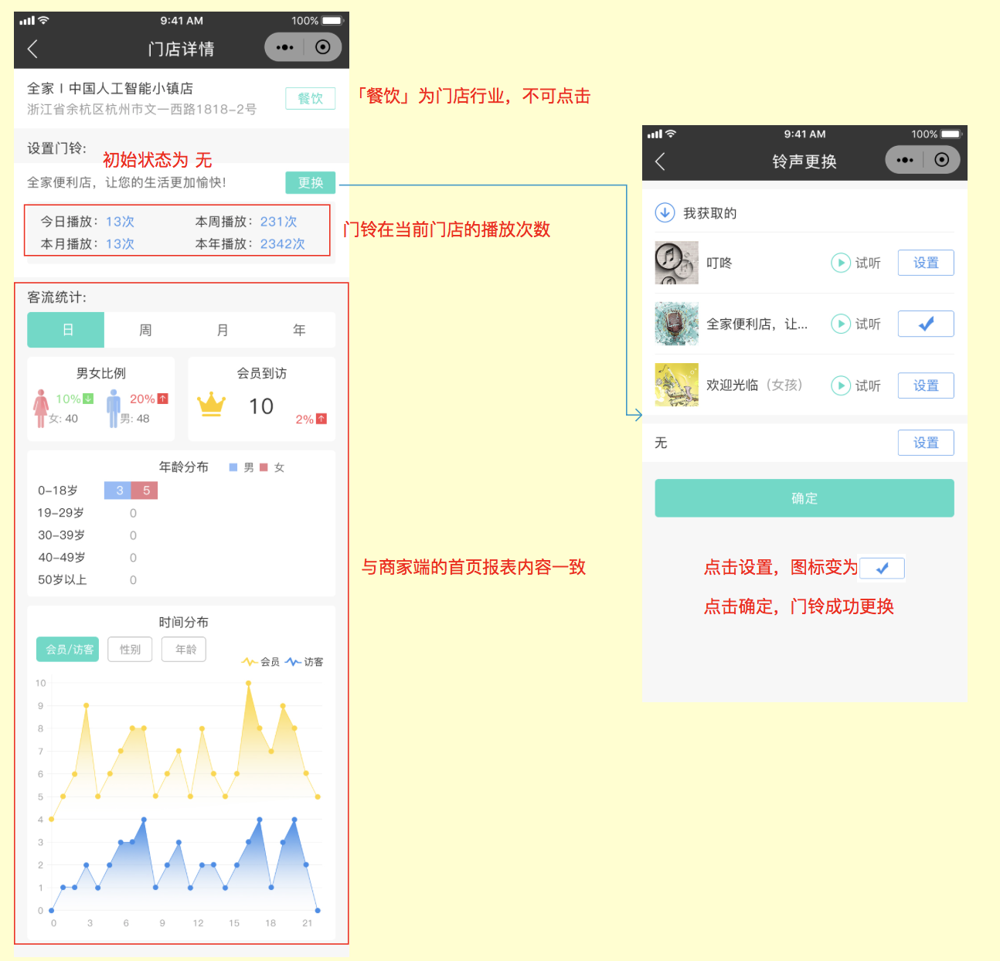 9:41 AM
100%
门店详情
全家 | 中国人工智能小镇店
浙江省余杭区杭州市文一西路1818-2号
餐饮
「餐饮」为门店行业，不可点击
设置门铃:
初始状态为 无
全家便利店，让您的生活更加愉快!
更换
今日播放：13次
本周播放：231次
本月播放：13次
本年播放：2342次
门铃在当前门店的播放次数
客流统计:
日
周
月
年
男女比例
10%
女: 40
20%
男: 48
会员到访
10
2%
年龄分布
男
女
0-18岁
3
5
19-29岁
0
30-39岁
0
40-49岁
0
50岁以上
0
与商家端的首页报表内容一致
时间分布
会员/访客
性别
年龄
会员
访客
10
9
8
7
6
5
4
3
2
1
0
0
3
6
9
12
15
18
21
9:41 AM
100%
铃声更换
我获取的
叮咚
试听
设置
全家便利店，让...
试听
欢迎光临（女孩）
试听
设置
无
设置
确定
点击设置，图标变为
点击确定，门铃成功更换